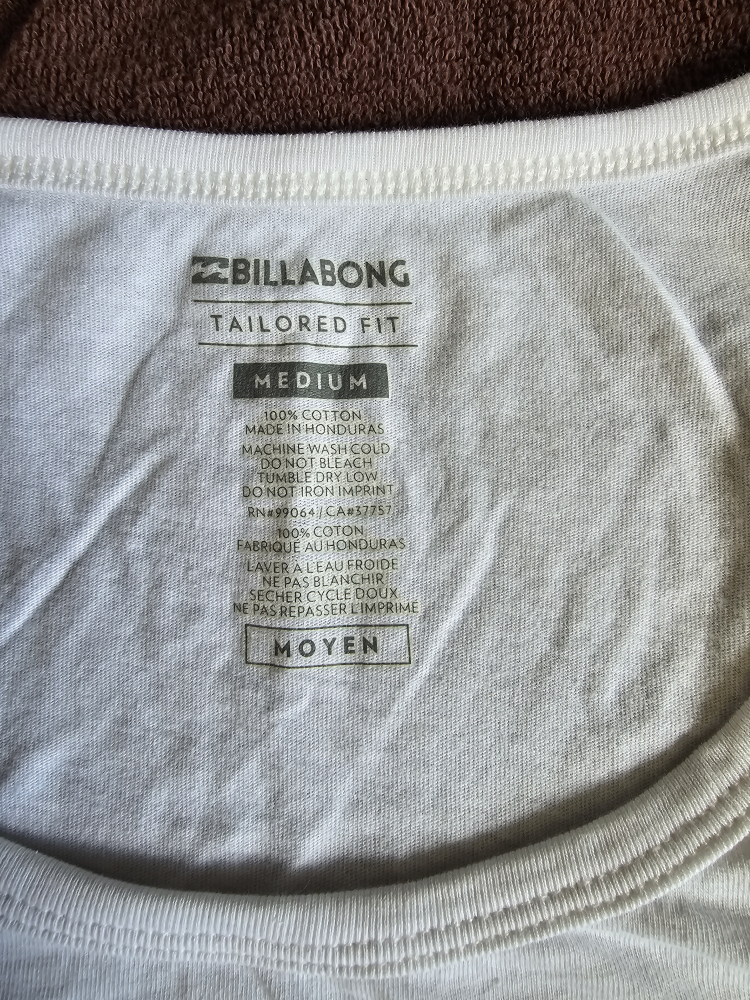 BILLABONG
TAILORED FIT
MEDIUM
100% COTTON
MADE IN HONDURAS
MACHINE WASH COLD
DO NOT BLEACH
TUMBLE DRY LOW
DO NOT IRON IMPRINT
RN#99064 / CA#37757
100% COTON
FABRIQUÉ AU HONDURAS
LAVER À L'EAU FROIDE
NE PAS BLANCHIR
SECHER CYCLE DOUX
NE PAS REPASSER L'IMPRIME
MOYEN